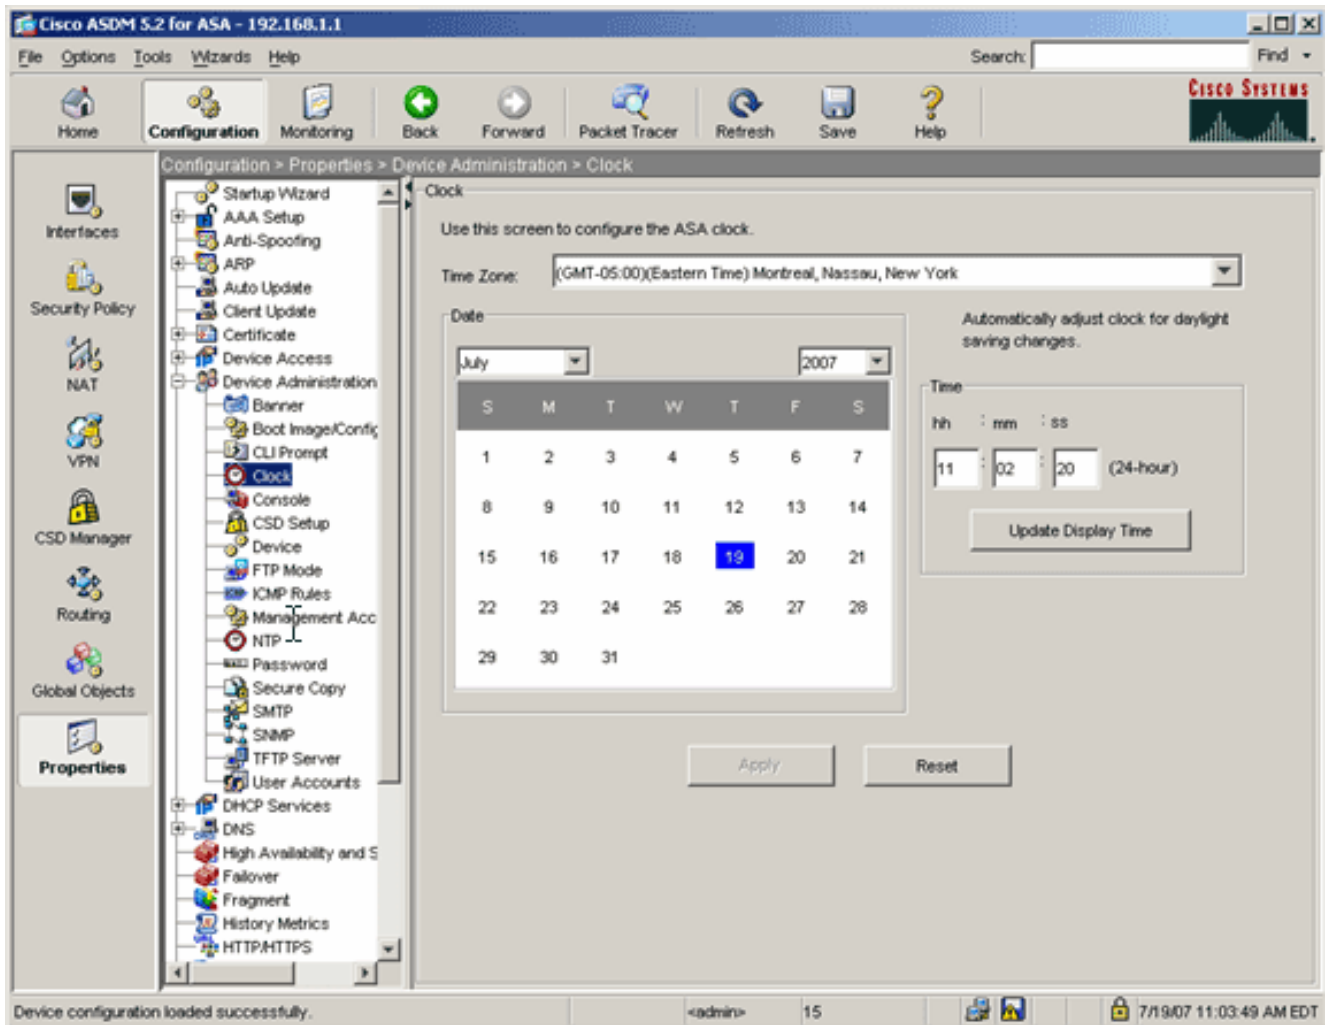 Cisco ASDM 5.2 for ASA - 192.168.1.1
File Options Tools Wizards Help Search: Find
Home Configuration Monitoring Back Forward Packet Tracer Refresh Save Help
CISCO SYSTEMS
Configuration > Properties > Device Administration > Clock
Interfaces
Security Policy
NAT
VPN
CSD Manager
Routing
Global Objects
Properties
Startup Wizard
AAA Setup
Anti-Spoofing
ARP
Auto Update
Client Update
Certificate
Device Access
Device Administration
Banner
Boot Image/Config
CLI Prompt
Clock
Console
CSD Setup
Device
FTP Mode
ICMP Rules
Management Acc
NTP
Password
Secure Copy
SMTP
SNMP
TFTP Server
User Accounts
DHCP Services
DNS
High Availability and S
Failover
Fragment
History Metrics
HTTP/HTTPS
Clock
Use this screen to configure the ASA clock.
Time Zone: (GMT-05:00)(Eastern Time) Montreal, Nassau, New York
Date
July 2007
S M T W T F S
1 2 3 4 5 6 7
8 9 10 11 12 13 14
15 16 17 18 19 20 21
22 23 24 25 26 27 28
29 30 31
Automatically adjust clock for daylight
saving changes.
Time
hh : mm : ss
11 : 02 : 20 (24-hour)
Update Display Time
Apply Reset
Device configuration loaded successfully. <admin> 15 7/19/07 11:03:49 AM EDT